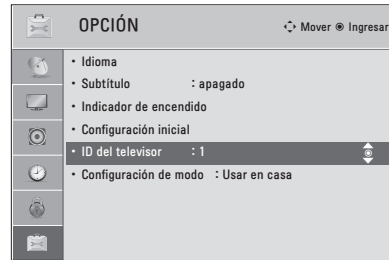 OPCIÓN Mover Ingresar
• Idioma
• Subtítulo : apagado
• Indicador de encendido
• Configuración inicial
• ID del televisor : 1
• Configuración de modo : Usar en casa